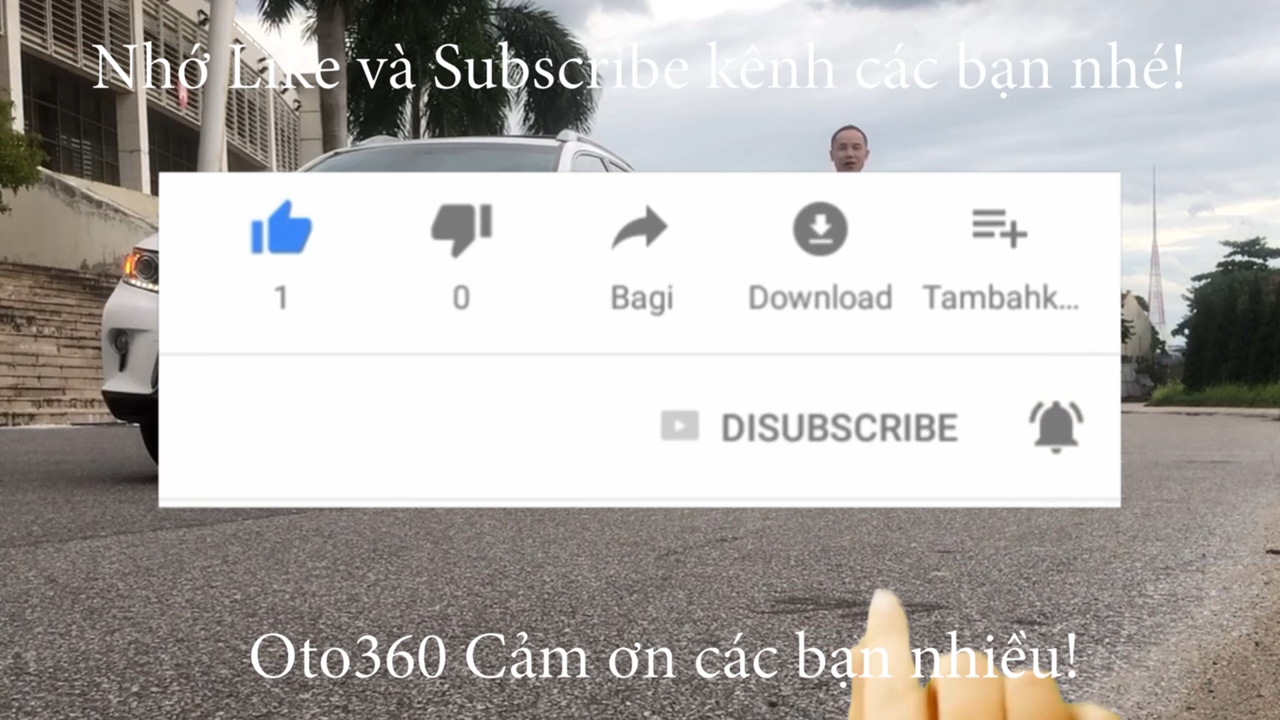 Nhớ Like và Subscribe kênh các bạn nhé!
1 0 Bagi Download Tambahk...
DISUBSCRIBE
Oto360 Cảm ơn các bạn nhiều!